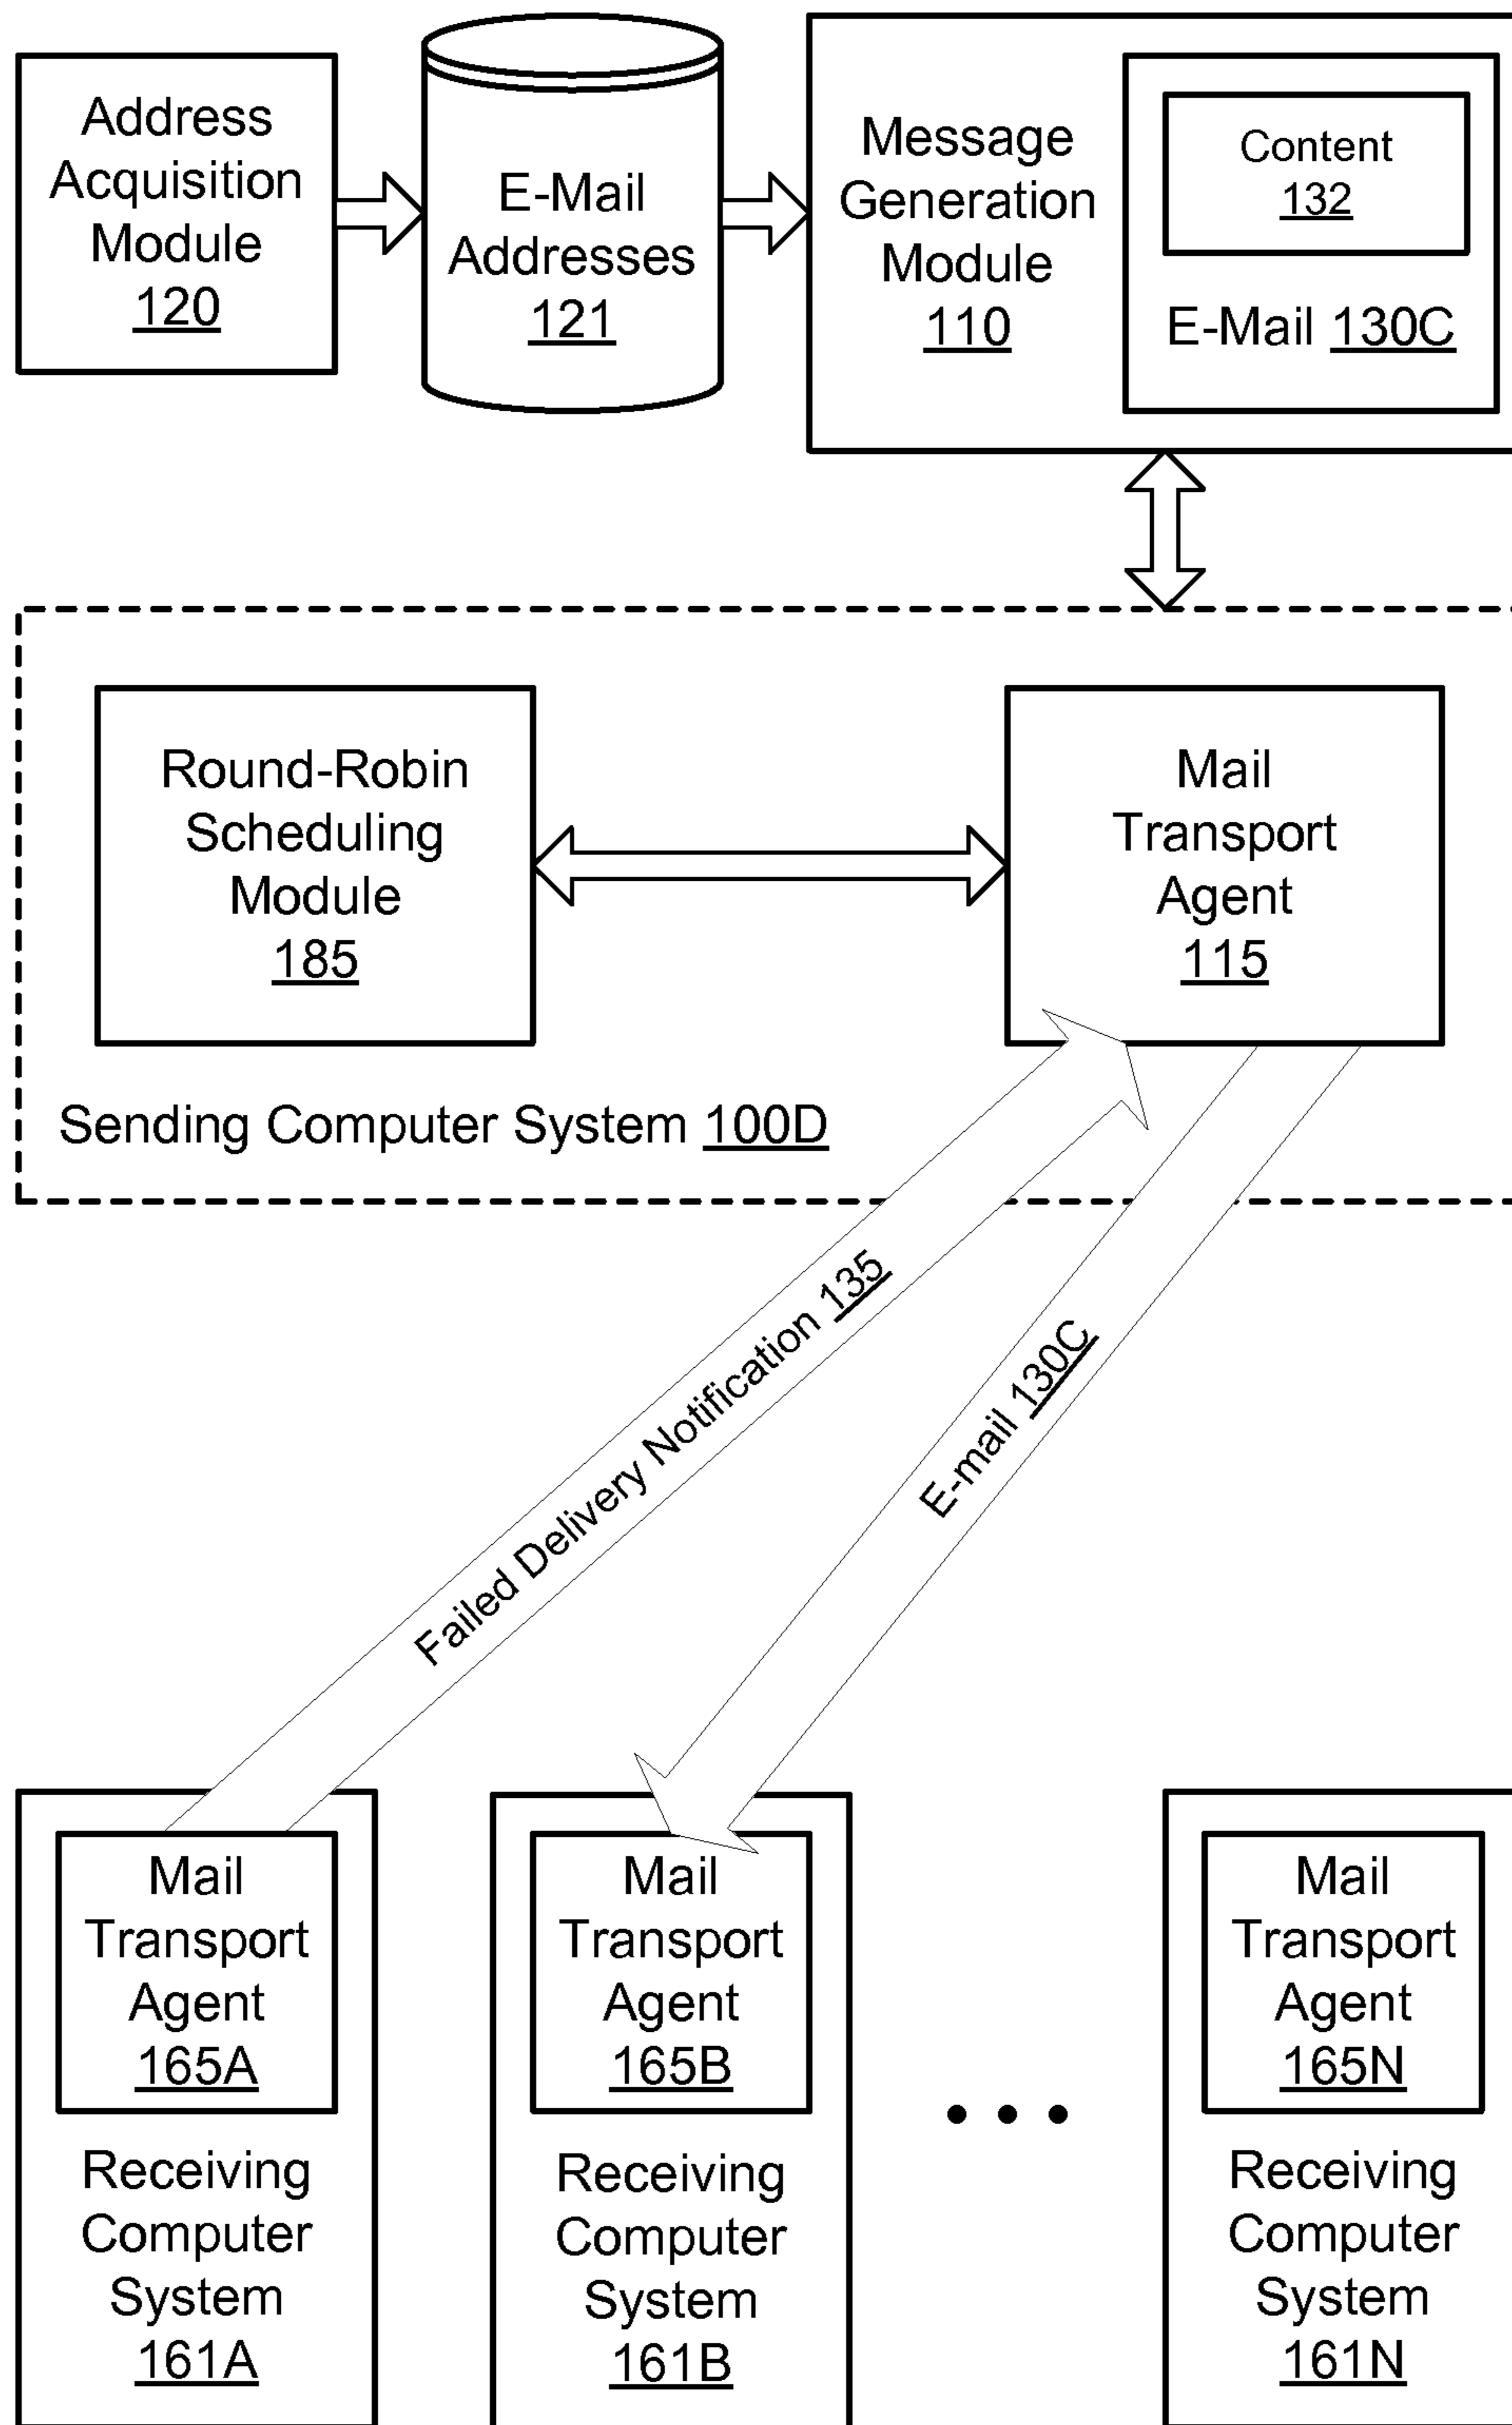 Address
Acquisition
Module
120
E-Mail
Addresses
121
Message
Generation
Module
110
Content
132
E-Mail 130C
Round-Robin
Scheduling
Module
185
Mail
Transport
Agent
115
Sending Computer System 100D
Failed Delivery Notification 135
E-mail 130C
Mail
Transport
Agent
165A
Receiving
Computer
System
161A
Mail
Transport
Agent
165B
Receiving
Computer
System
161B
Mail
Transport
Agent
165N
Receiving
Computer
System
161N